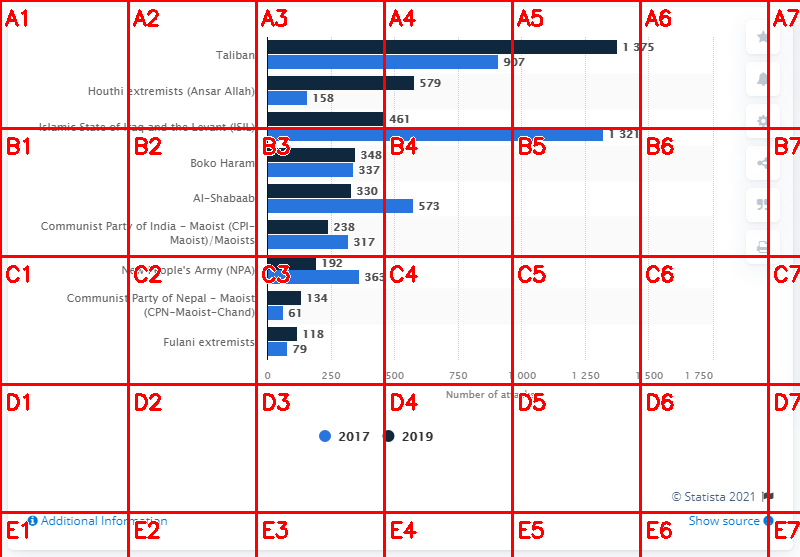 A1 A2 A3 A4 A5 A6 A7
Taliban 1 375
907
Houthi extremists (Ansar Allah) 579
158
Islamic State of Iraq and the Levant (ISIL) 461
1 321
B1 B2 B3 B4 B5 B6 B7
Boko Haram 348
337
Al-Shabaab 330
573
Communist Party of India – Maoist (CPI-
Maoist)/Maoists
238
317
C1 C2 C3 C4 C5 C6 C7
New People's Army (NPA) 192
363
Communist Party of Nepal – Maoist
(CPN-Maoist-Chand)
134
61
Fulani extremists 118
79
0 250 500 750 1 000 1 250 1 500 1 750
Number of attacks
D1 D2 D3 D4 D5 D6 D7
2017 2019
© Statista 2021
Additional Information Show source
E1 E2 E3 E4 E5 E6 E7